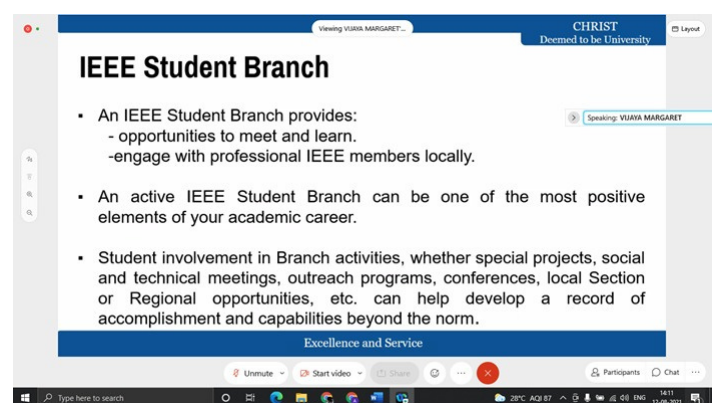 Viewing VIJAYA MARGARET'...
CHRIST
Deemed to be University
Layout
IEEE Student Branch
▪ An IEEE Student Branch provides:
- opportunities to meet and learn.
-engage with professional IEEE members locally.
Speaking: VIJAYA MARGARET
▪ An active IEEE Student Branch can be one of the most positive
elements of your academic career.
▪ Student involvement in Branch activities, whether special projects, social
and technical meetings, outreach programs, conferences, local Section
or Regional opportunities, etc. can help develop a record of
accomplishment and capabilities beyond the norm.
Excellence and Service
Unmute
Start video
Share
Participants
Chat
Type here to search
28°C AQI 87
ENG
14:11
12-08-2021